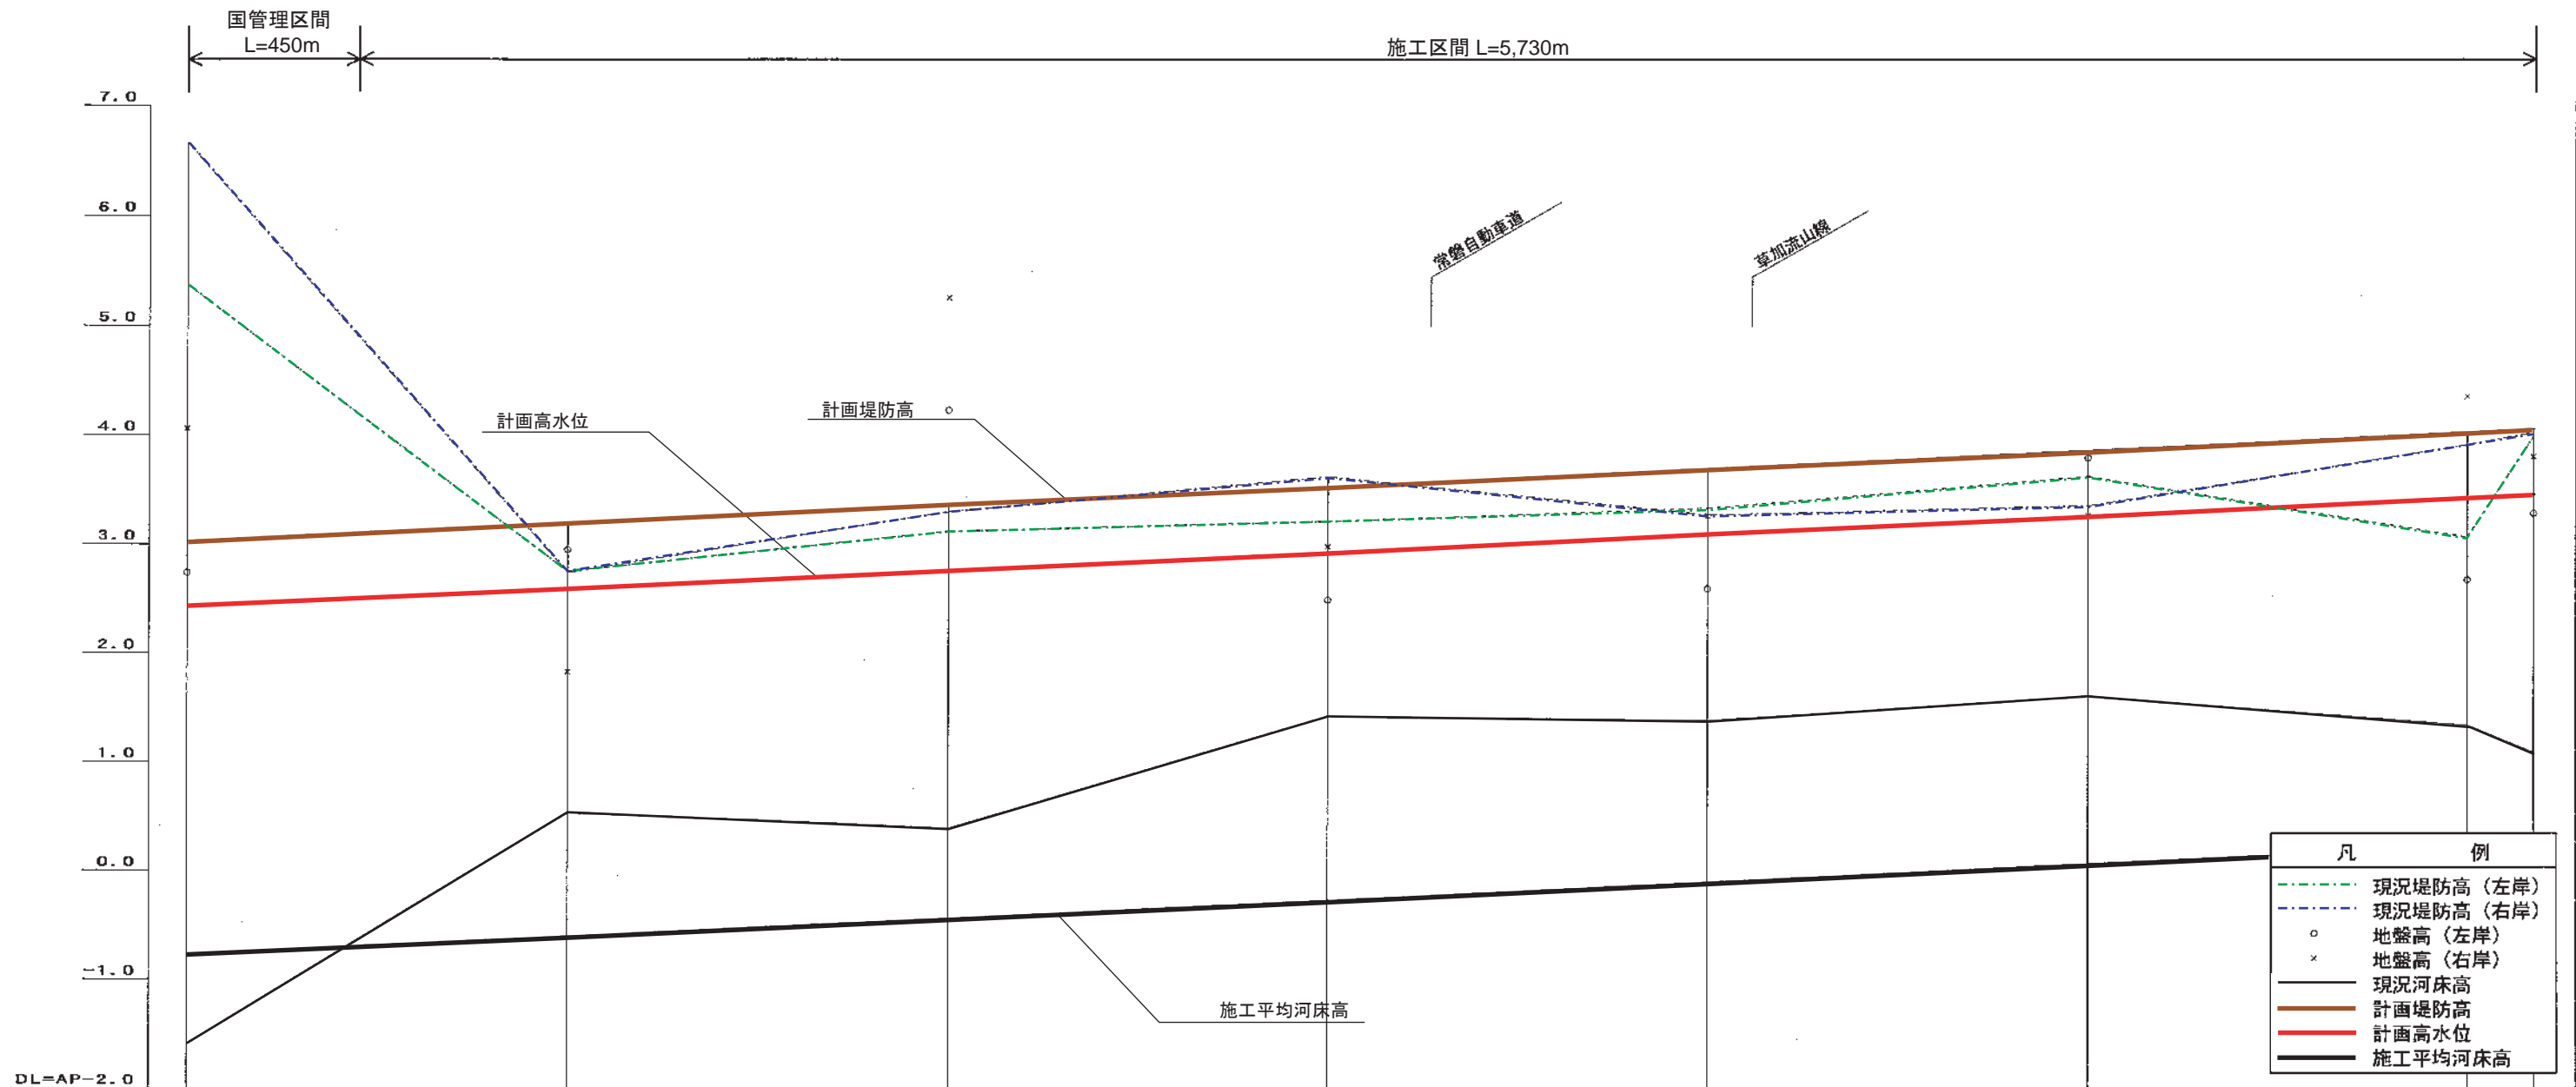 国管理区間
L=450m
施工区間 L=5,730m
7.0
6.0
5.0
4.0
3.0
2.0
1.0
0.0
-1.0
DL=AP-2.0
常磐自動車道
草加流山線
計画高水位
計画堤防高
施工平均河床高
凡 例
現況堤防高（左岸）
現況堤防高（右岸）
地盤高（左岸）
地盤高（右岸）
現況河床高
計画堤防高
計画高水位
施工平均河床高